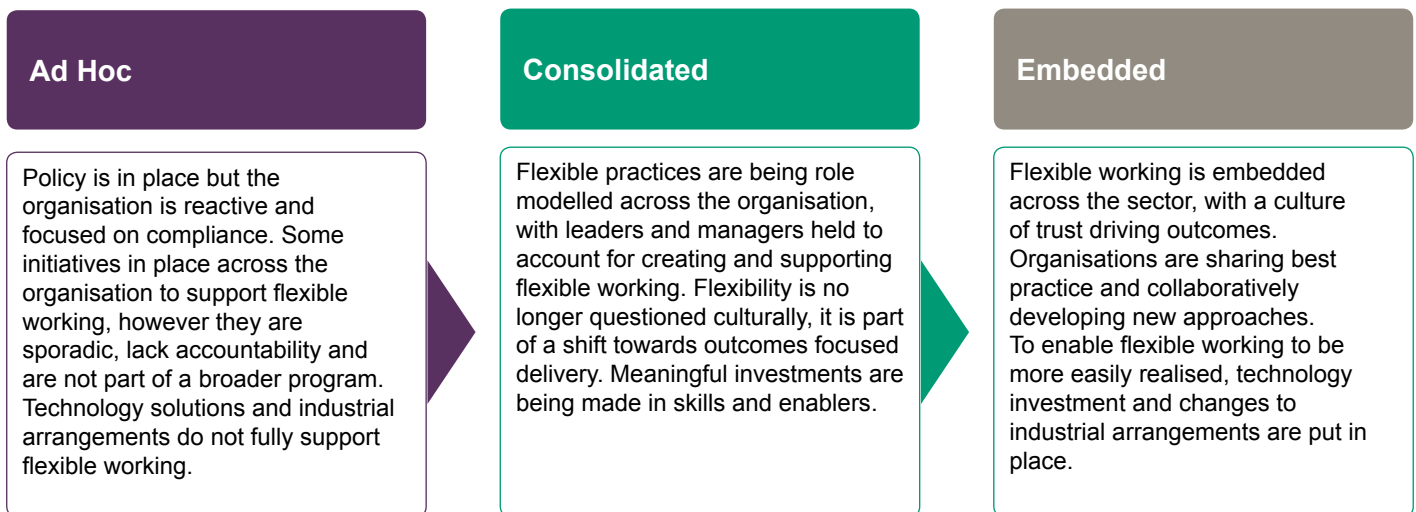 Ad Hoc
Policy is in place but the
organisation is reactive and
focused on compliance. Some
initiatives in place across the
organisation to support flexible
working, however they are
sporadic, lack accountability and
are not part of a broader program.
Technology solutions and industrial
arrangements do not fully support
flexible working.
Consolidated
Flexible practices are being role
modelled across the organisation,
with leaders and managers held to
account for creating and supporting
flexible working. Flexibility is no
longer questioned culturally, it is part
of a shift towards outcomes focused
delivery. Meaningful investments are
being made in skills and enablers.
Embedded
Flexible working is embedded
across the sector, with a culture
of trust driving outcomes.
Organisations are sharing best
practice and collaboratively
developing new approaches.
To enable flexible working to be
more easily realised, technology
investment and changes to
industrial arrangements are put in
place.